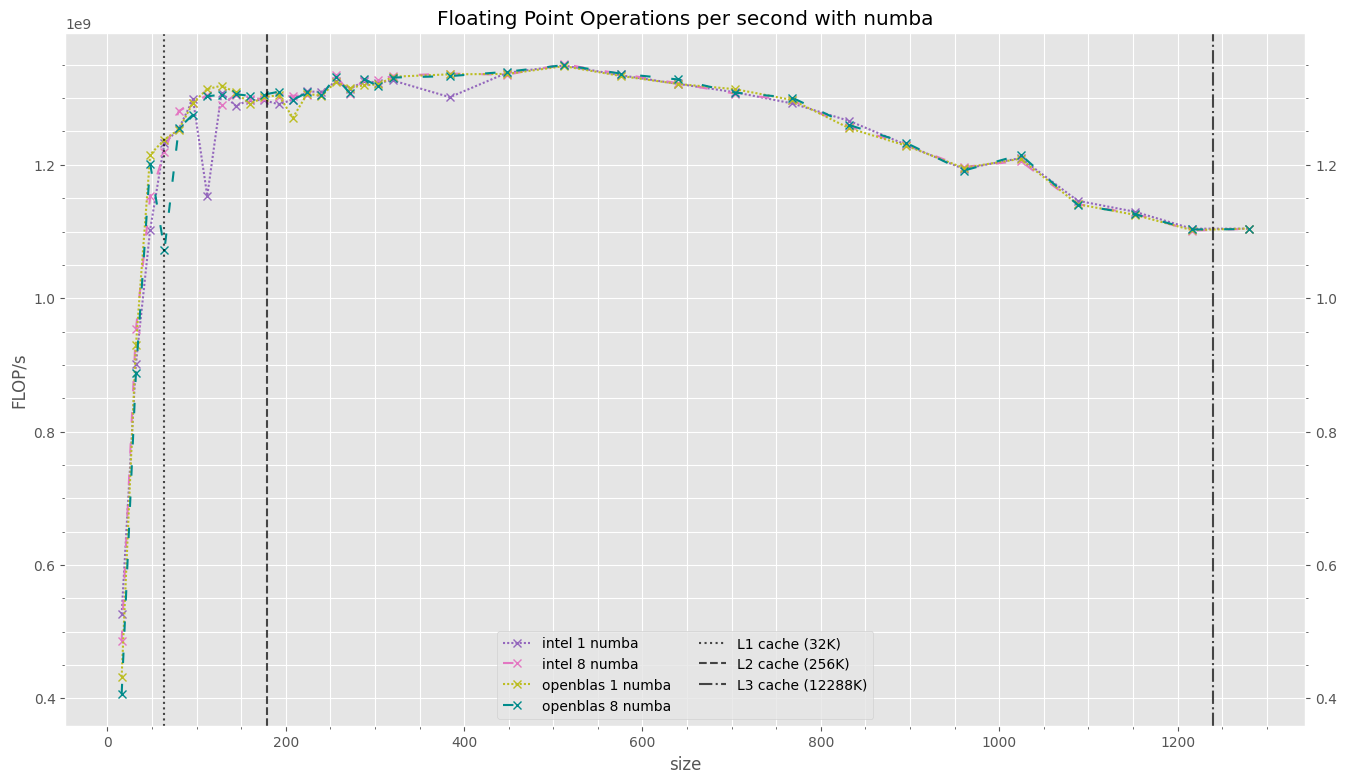 Floating Point Operations per second with numba
1e9
FLOP/s
1.2
1.0
0.8
0.6
0.4
1.2
1.0
0.8
0.6
0.4
intel 1 numba
intel 8 numba
openblas 1 numba
openblas 8 numba
L1 cache (32K)
L2 cache (256K)
L3 cache (12288K)
0 200 400 600 800 1000 1200
size